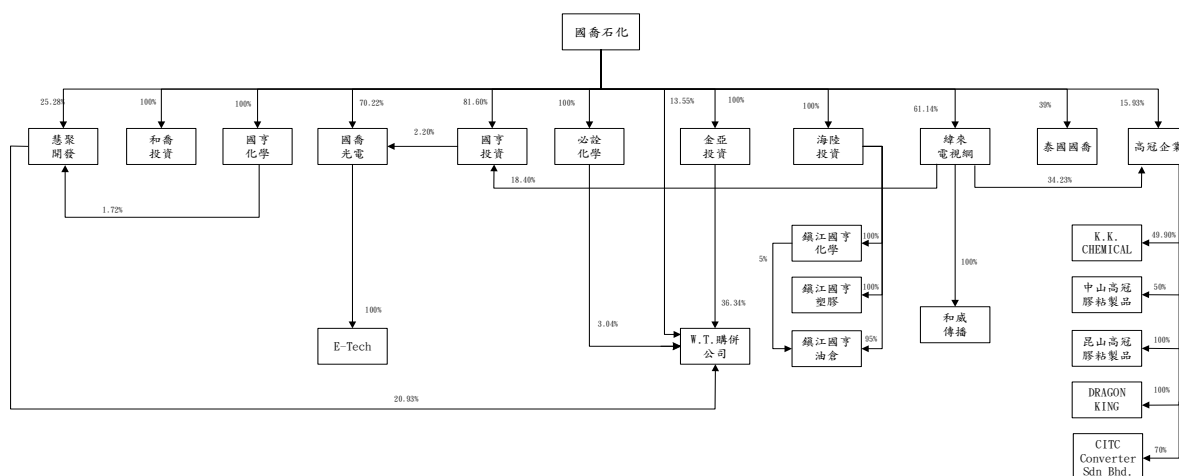 國喬石化
25.28%
100%
100%
70.22%
81.60%
100%
13.55%
100%
100%
61.14%
39%
15.93%
慧聚
開發
和喬
投資
國亨
化學
國喬
光電
2.20%
國亨
投資
必詮
化學
金亞
投資
海陸
投資
緯來
電視網
泰國國喬
高冠企業
18.40%
34.23%
1.72%
鎮江國亨
化學
100%
5%
鎮江國亨
塑膠
100%
鎮江國亨
油倉
95%
100%
E-Tech
3.04%
36.34%
W.T.購併
公司
20.93%
100%
和威
傳播
K.K.
CHEMICAL
49.90%
中山高冠
膠粘製品
50%
昆山高冠
膠粘製品
100%
DRAGON
KING
100%
CITC
Converter
Sdn Bhd.
70%